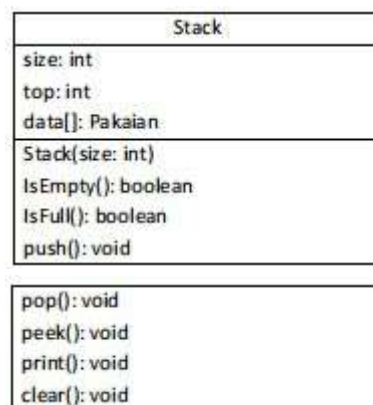 Stack
size: int
top: int
data[]: Pakaian
Stack(size: int)
IsEmpty(): boolean
IsFull(): boolean
push(): void
pop(): void
peek(): void
print(): void
clear(): void